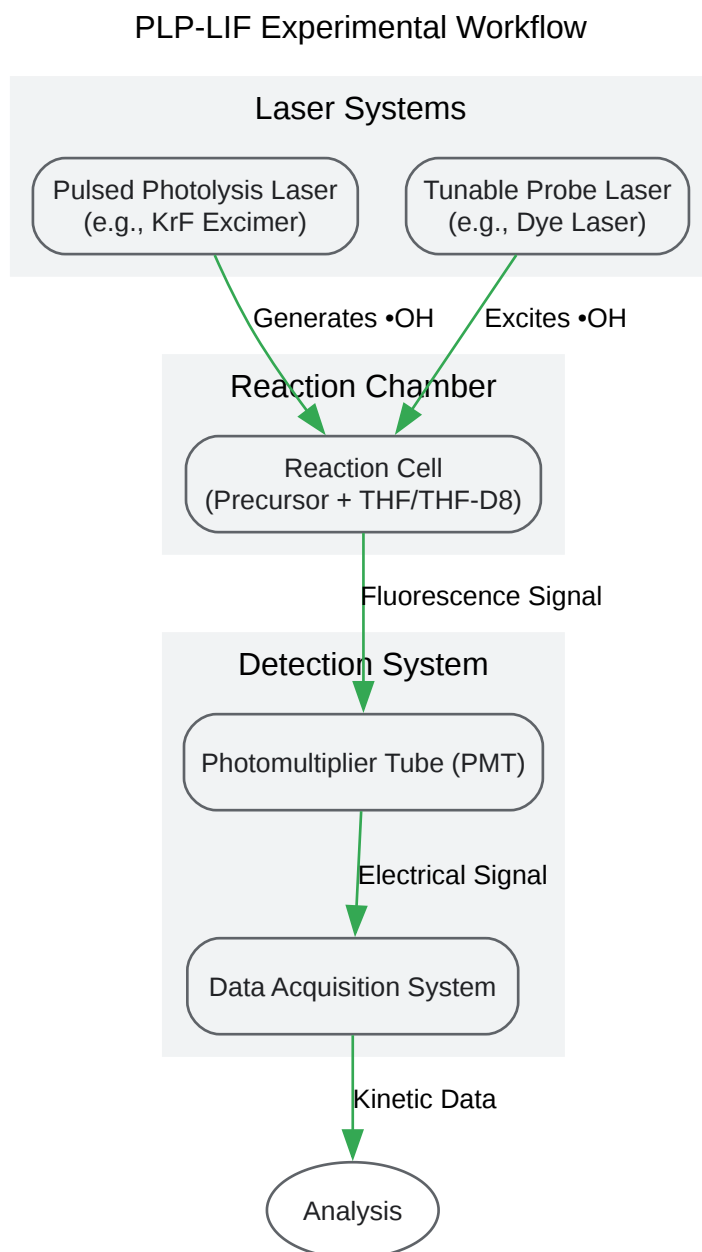 PLP-LIF Experimental Workflow
Laser Systems
Pulsed Photolysis Laser
(e.g., KrF Excimer)
Tunable Probe Laser
(e.g., Dye Laser)
Generates •OH
Excites •OH
Reaction Chamber
Reaction Cell
(Precursor + THF/THF-D8)
Fluorescence Signal
Detection System
Photomultiplier Tube (PMT)
Electrical Signal
Data Acquisition System
Kinetic Data
Analysis